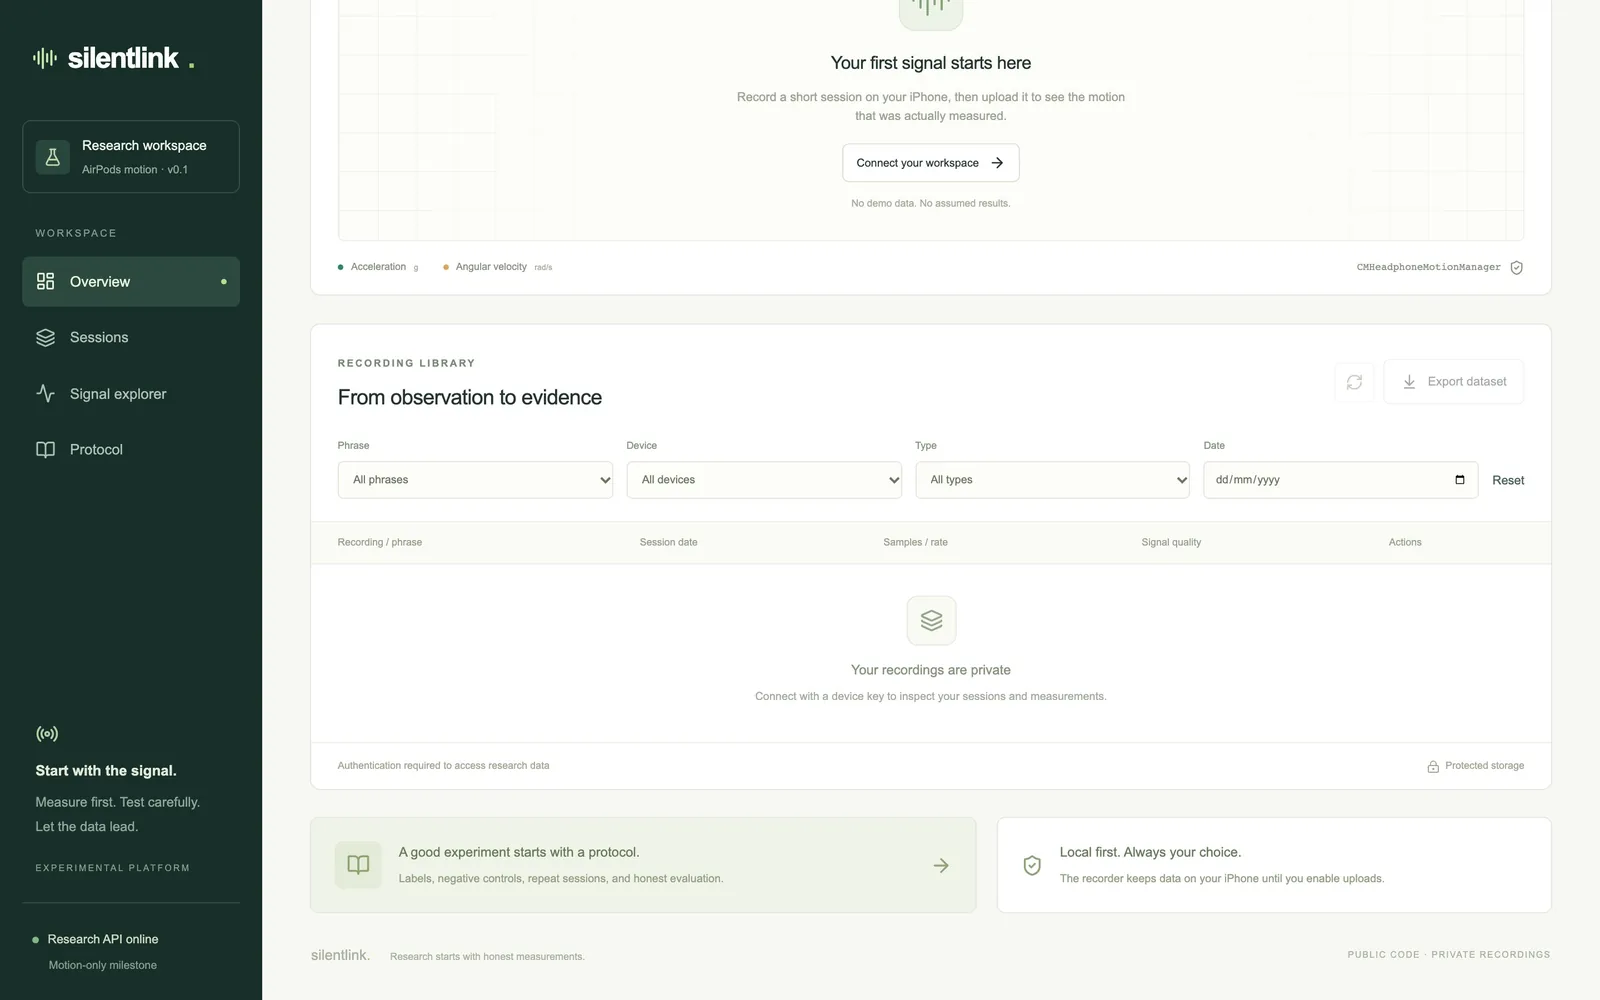 silentlink.
Research workspace
AirPods motion · v0.1
WORKSPACE
Overview
Sessions
Signal explorer
Protocol
Start with the signal.
Measure first. Test carefully.
Let the data lead.
EXPERIMENTAL PLATFORM
Research API online
Motion-only milestone
Your first signal starts here
Record a short session on your iPhone, then upload it to see the motion
that was actually measured.
Connect your workspace
No demo data. No assumed results.
Acceleration g
Angular velocity rad/s
CMHeadphoneMotionManager
RECORDING LIBRARY
From observation to evidence
Export dataset
Phrase
Device
Type
Date
All phrases
All devices
All types
dd/mm/yyyy
Reset
Recording / phrase
Session date
Samples / rate
Signal quality
Actions
Your recordings are private
Connect with a device key to inspect your sessions and measurements.
Authentication required to access research data
Protected storage
A good experiment starts with a protocol.
Labels, negative controls, repeat sessions, and honest evaluation.
Local first. Always your choice.
The recorder keeps data on your iPhone until you enable uploads.
silentlink.
Research starts with honest measurements.
PUBLIC CODE · PRIVATE RECORDINGS